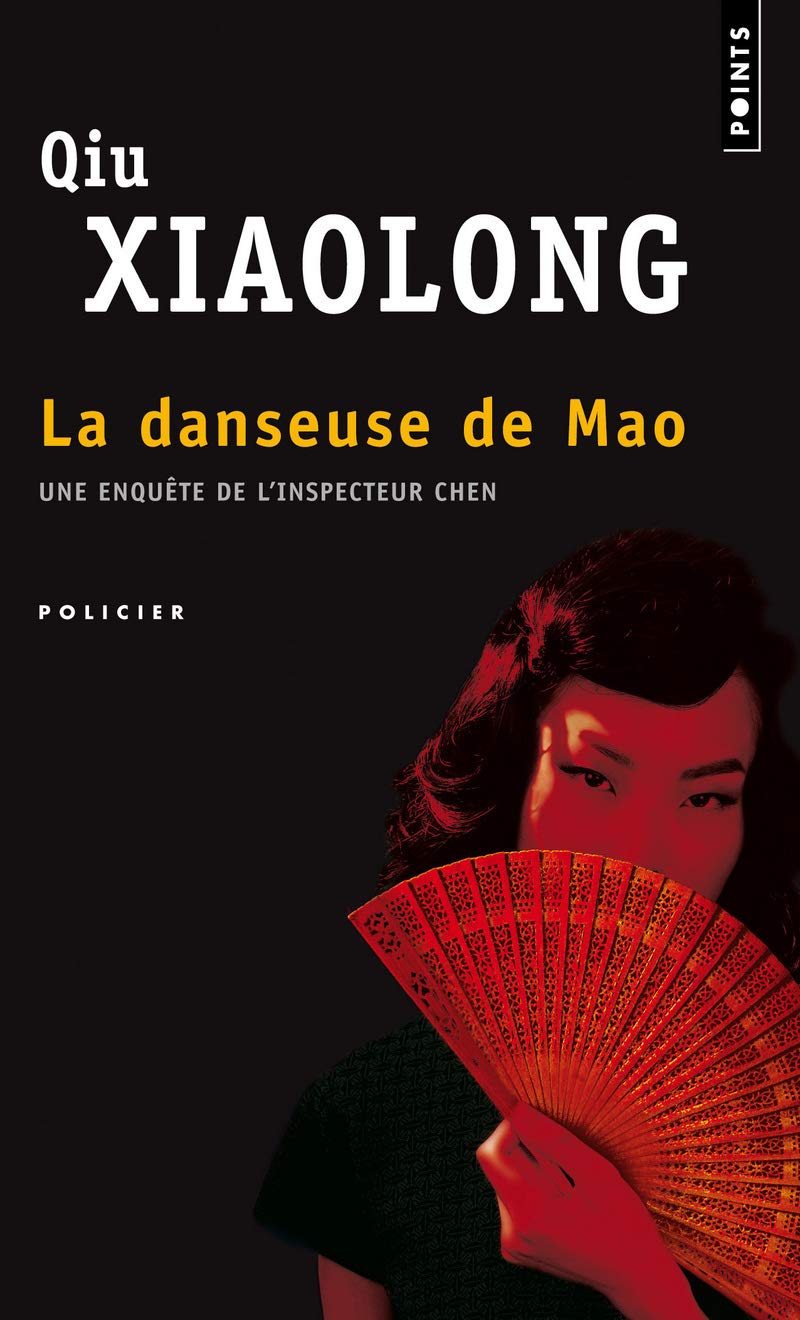 POINTS
Qiu
XIAOLONG
La danseuse de Mao
UNE ENQUÊTE DE L'INSPECTEUR CHEN
POLICIER